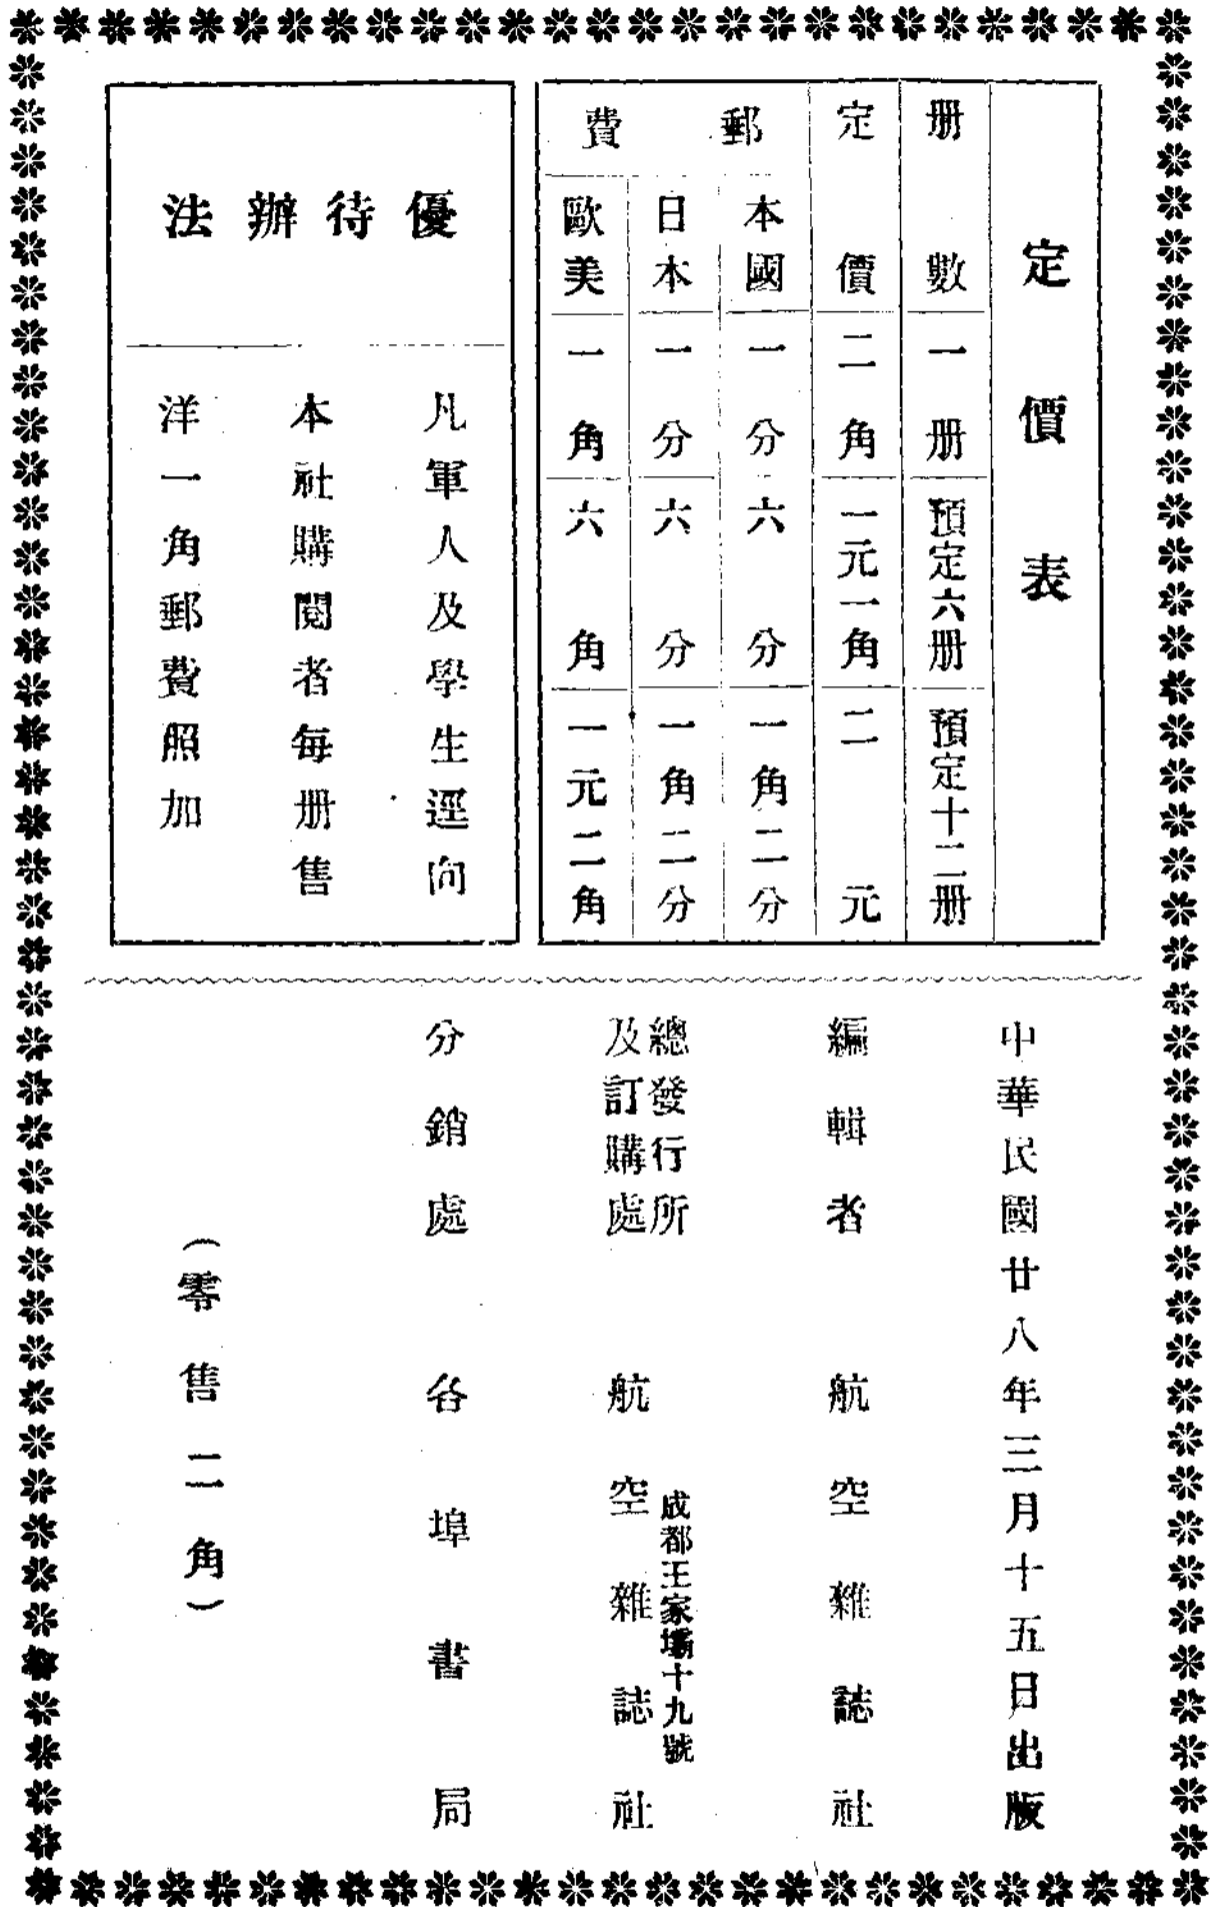 定價表
册數 一册 預定六册 預定十二册
定價 二角 一元一角 二元
郵費
本國 一分 六分 一角二分
日本 一分 六分 一角二分
歐美 一角 六角 一元二角
優待辦法
凡軍人及學生逕向
本社購閱者每册售
洋一角郵費照加
中華民國廿八年三月十五日出版
編輯者 航空雜誌社
總發行所
及訂購處
成都王家壩十九號
航空雜誌社
分銷處 各埠書局
(零售二角)